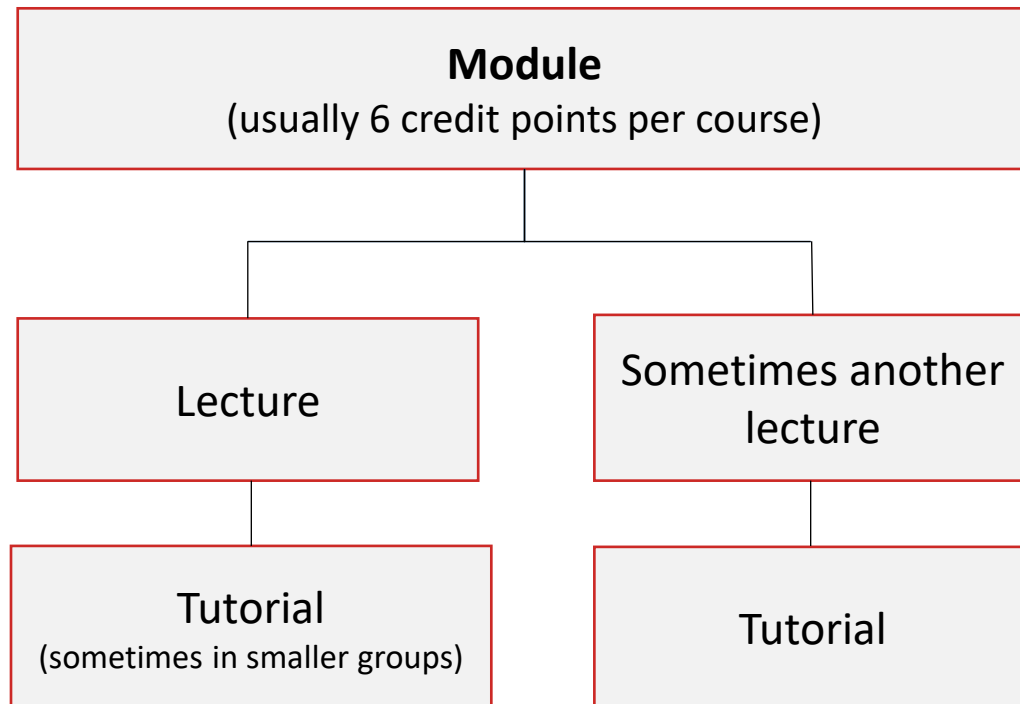 Module
(usually 6 credit points per course)
Lecture
Sometimes another
lecture
Tutorial
(sometimes in smaller groups)
Tutorial